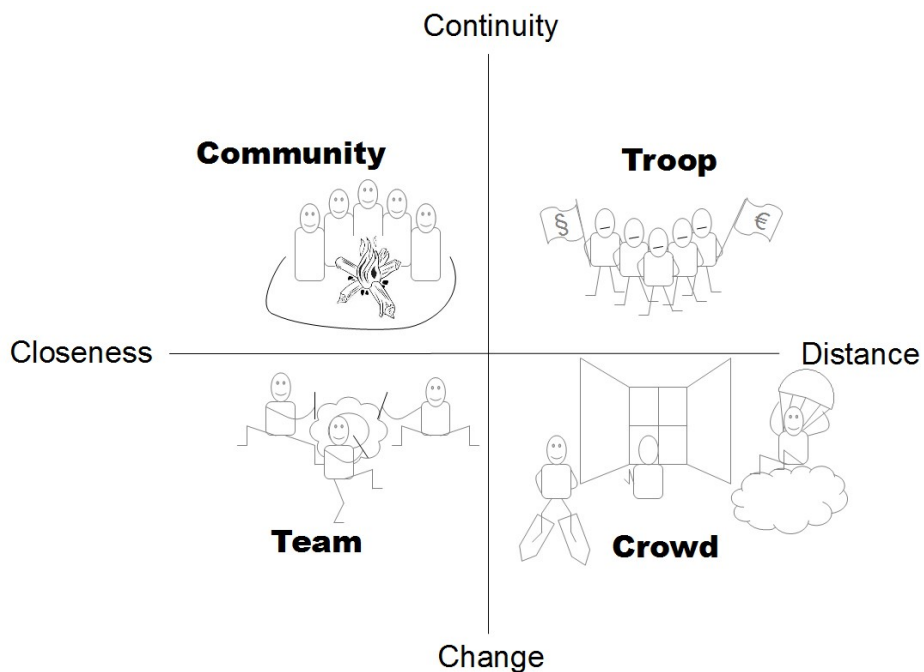 Continuity
Community
Troop
§
€
Closeness
Distance
Team
Crowd
Change